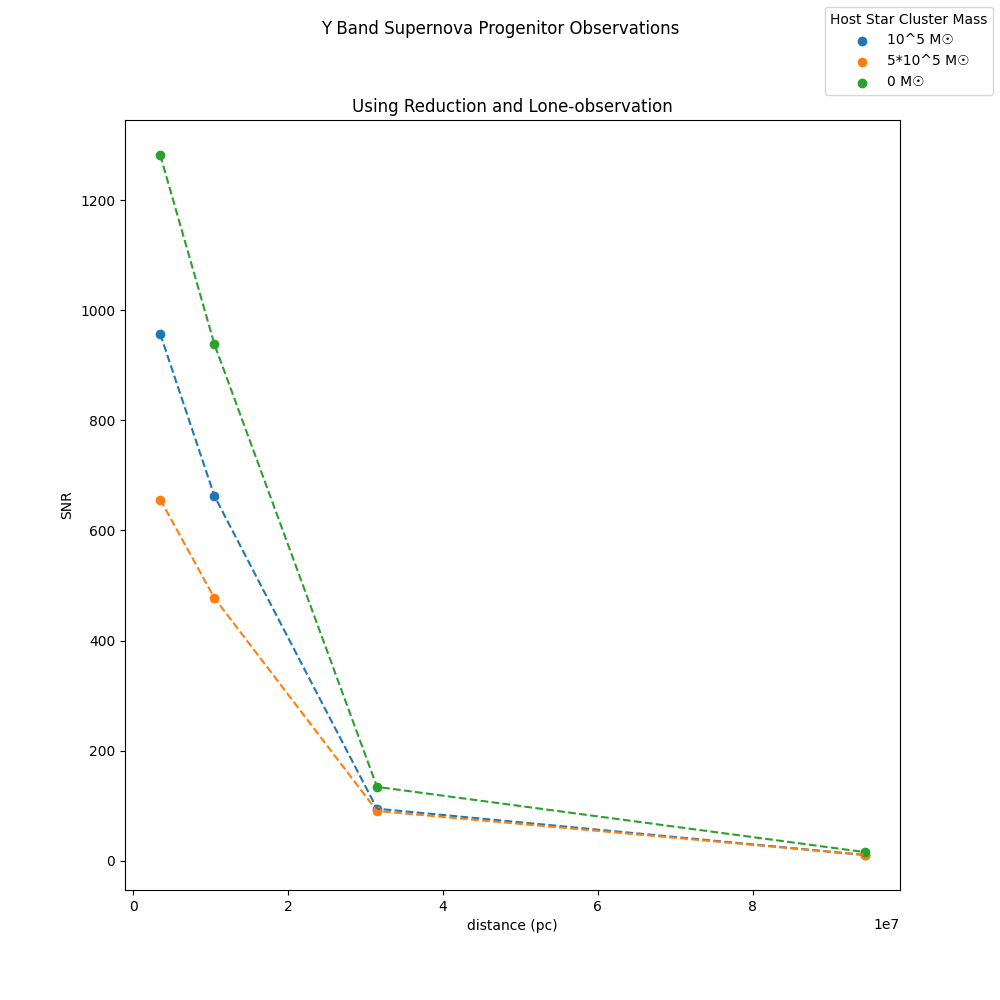 Y Band Supernova Progenitor Observations
Host Star Cluster Mass
10^5 M☉
5*10^5 M☉
0 M☉
Using Reduction and Lone-observation
1200
1000
800
600
400
200
0
SNR
0 2 4 6 8
1e7
distance (pc)